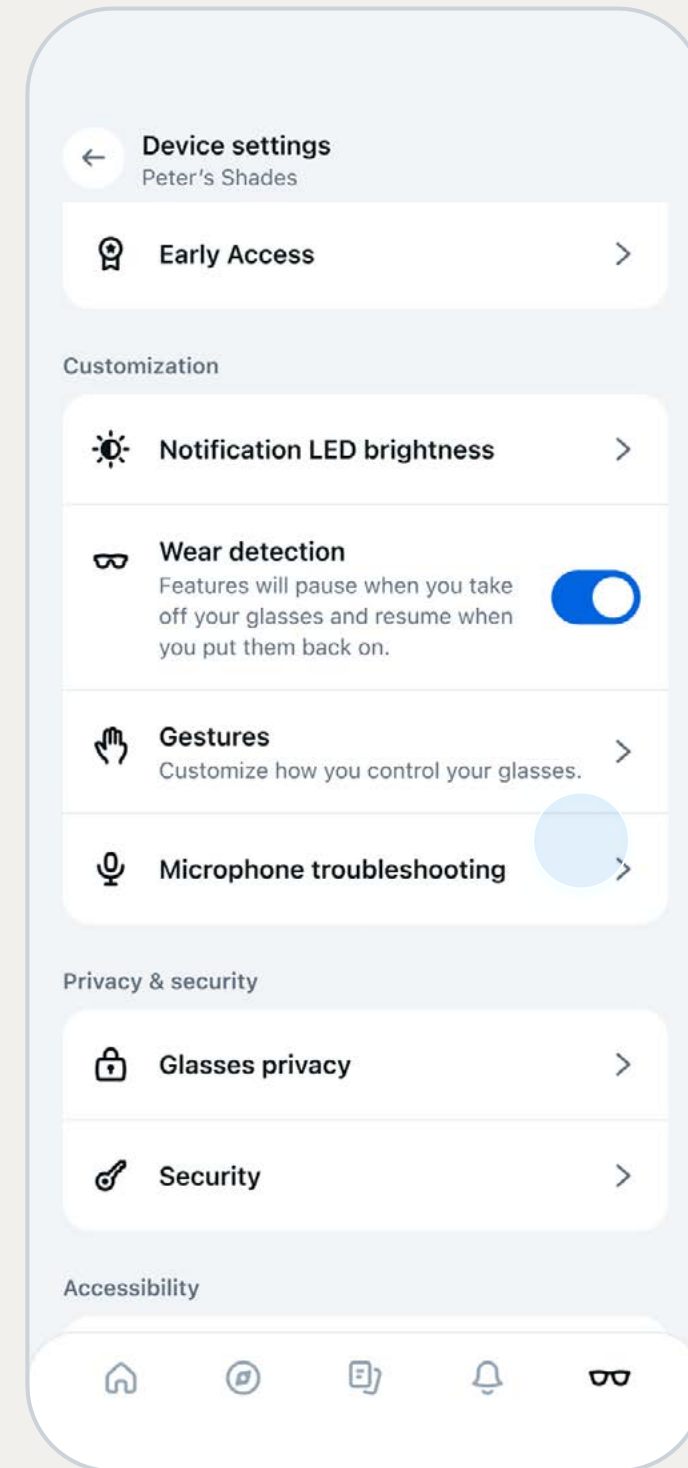 Device settings
Peter's Shades
Early Access
Customization
Notification LED brightness
Wear detection
Features will pause when you take
off your glasses and resume when
you put them back on.
Gestures
Customize how you control your glasses.
Microphone troubleshooting
Privacy & security
Glasses privacy
Security
Accessibility